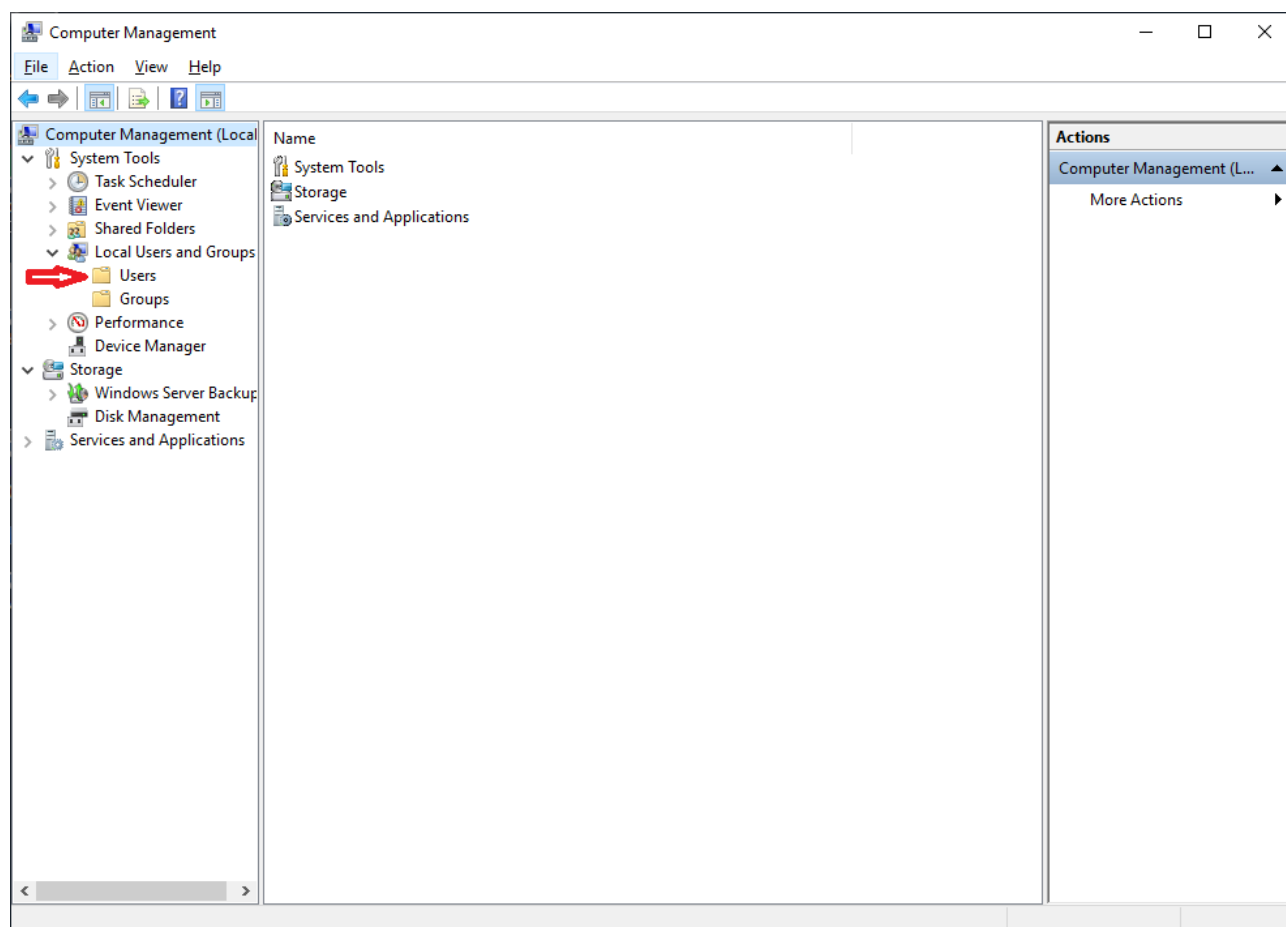 Computer Management
File Action View Help
Computer Management (Local
System Tools
Task Scheduler
Event Viewer
Shared Folders
Local Users and Groups
Users
Groups
Performance
Device Manager
Storage
Windows Server Backup
Disk Management
Services and Applications
Name
System Tools
Storage
Services and Applications
Actions
Computer Management (L...
More Actions